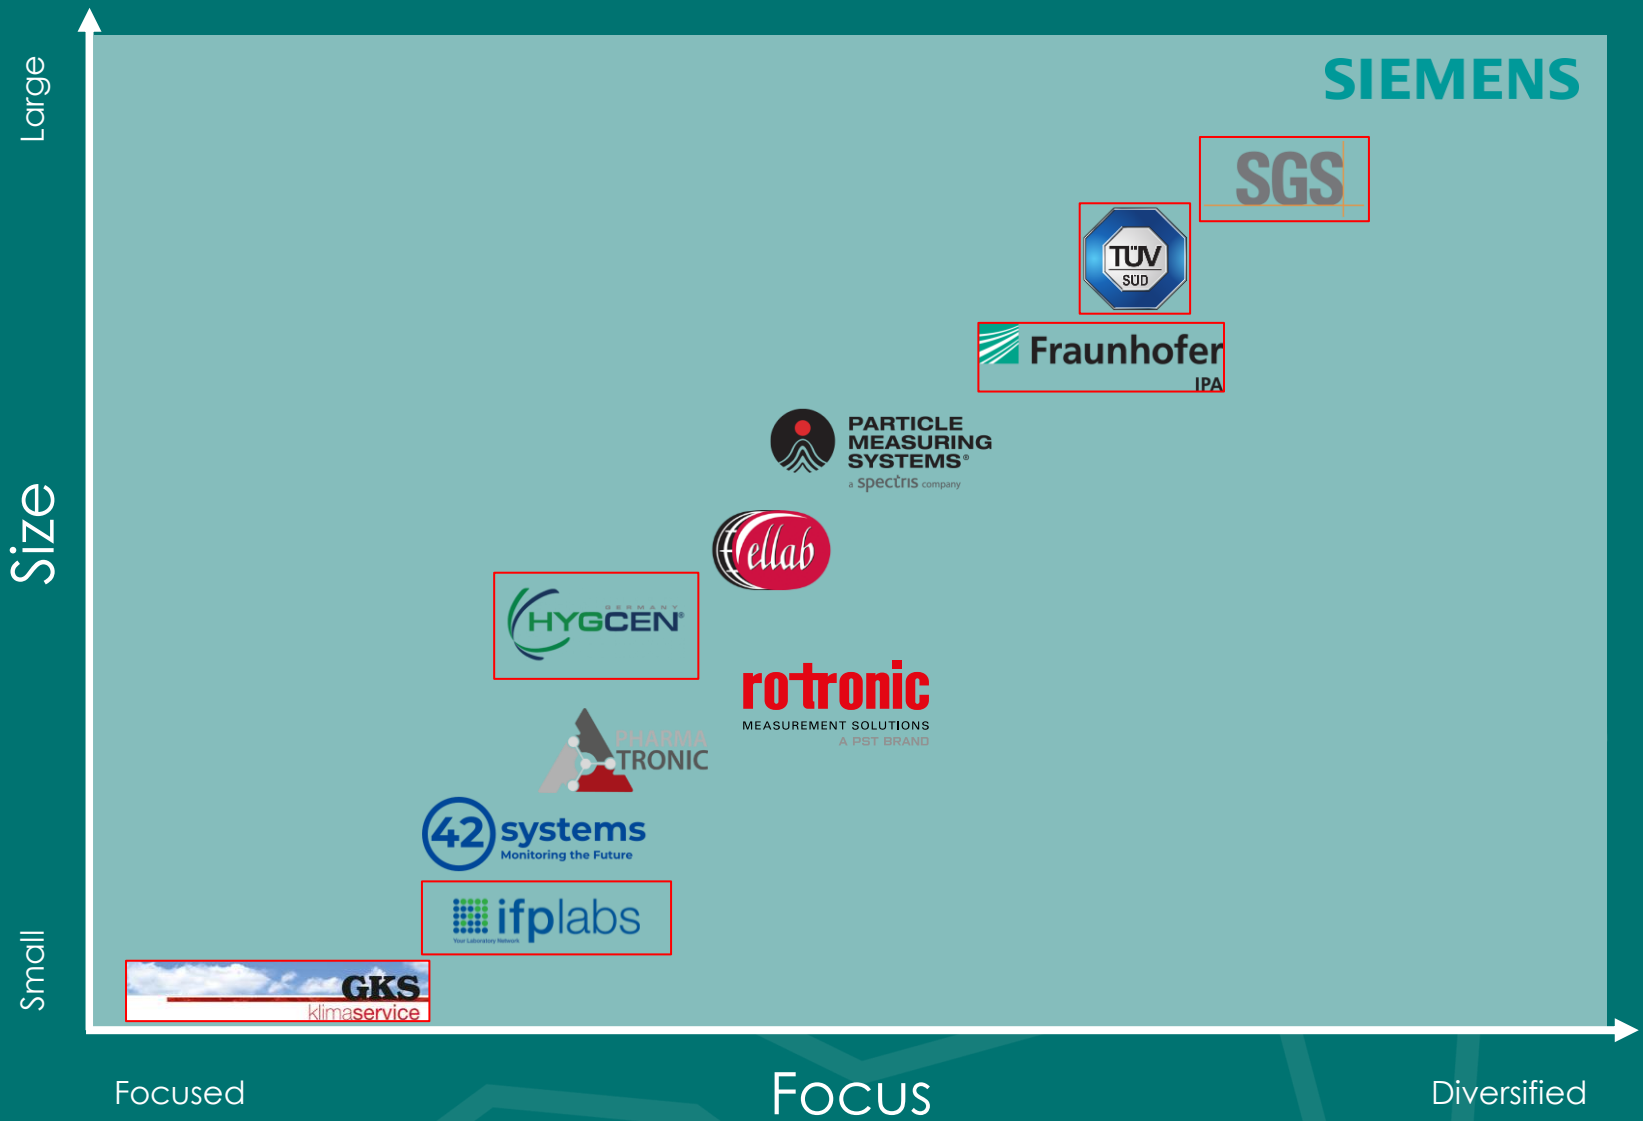 Large
SIEMENS
SGS
TÜV
SÜD
Fraunhofer
IPA
PARTICLE
MEASURING
SYSTEMS®
a spectris company
Size
ellab
GERMANY
HYGCEN®
rotronic
MEASUREMENT SOLUTIONS
A PST BRAND
PHARMA
TRONIC
42 systems
Monitoring the Future
ifplabs
Your Laboratory Network
Small
GKS
klimaservice
Focused
Focus
Diversified